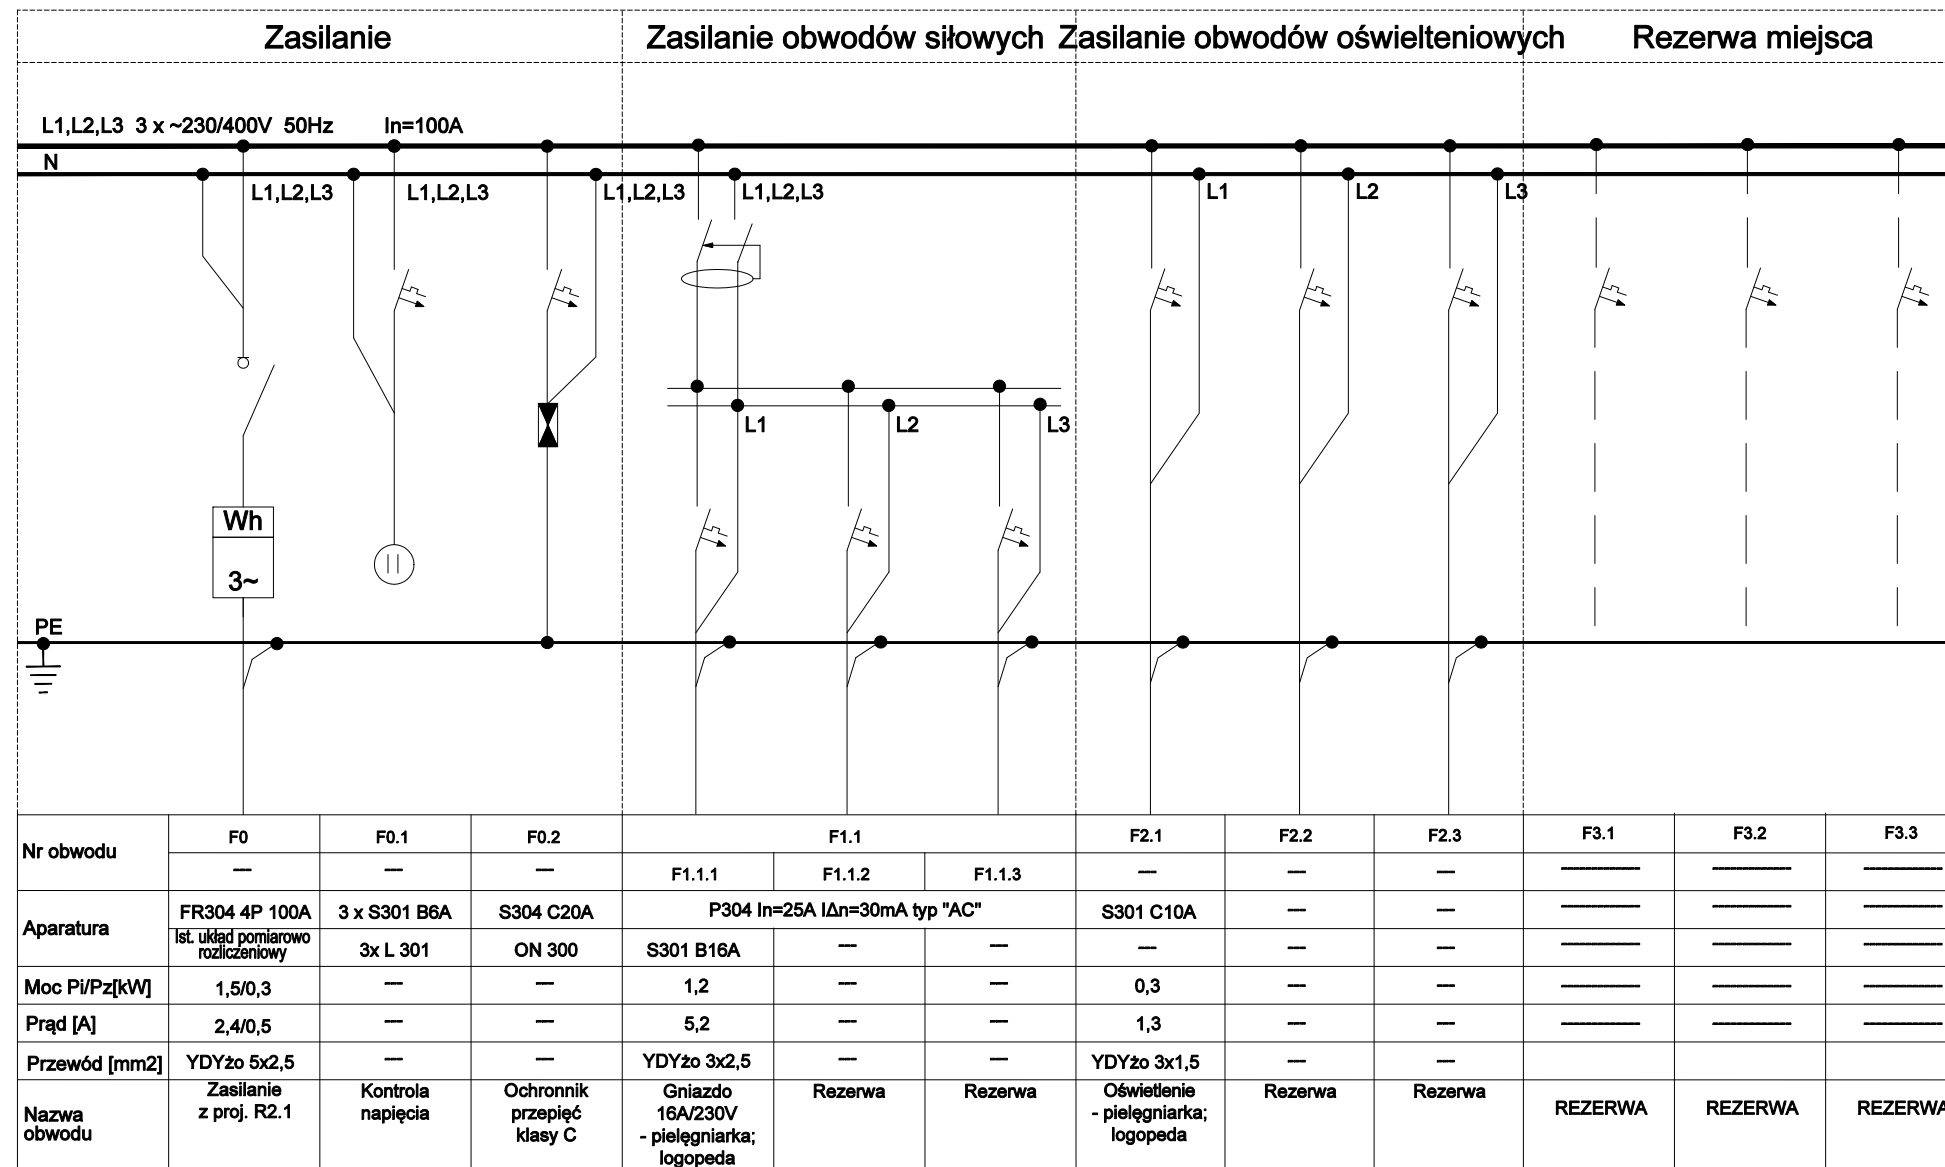 Zasilanie
Zasilanie obwodów siłowych
Zasilanie obwodów oświelteniowych
Rezerwa miejsca
L1,L2,L3 3 x ~230/400V 50Hz
In=100A
N
L1,L2,L3
L1,L2,L3
L1,L2,L3
L1,L2,L3
L1
L2
L3
L1
L2
L3
Wh
3~
PE
Nr obwodu
F0
F0.1
F0.2
F1.1
F2.1
F2.2
F2.3
F3.1
F3.2
F3.3
---
---
---
F1.1.1
F1.1.2
F1.1.3
---
---
---
------------
------------
------------
Aparatura
FR304 4P 100A
3 x S301 B6A
S304 C20A
P304 In=25A IΔn=30mA typ "AC"
S301 C10A
---
---
------------
------------
------------
Ist. układ pomiarowo
rozliczeniowy
3x L 301
ON 300
S301 B16A
---
---
---
---
---
------------
------------
------------
Moc Pi/Pz[kW]
1,5/0,3
---
---
1,2
---
---
0,3
---
---
------------
------------
------------
Prąd [A]
2,4/0,5
---
---
5,2
---
---
1,3
---
---
------------
------------
------------
Przewód [mm2]
YDYżo 5x2,5
---
---
YDYżo 3x2,5
---
---
YDYżo 3x1,5
---
---
Nazwa
obwodu
Zasilanie
z proj. R2.1
Kontrola
napięcia
Ochronnik
przepięć
klasy C
Gniazdo
16A/230V
- pielęgniarka;
logopeda
Rezerwa
Rezerwa
Oświetlenie
- pielęgniarka;
logopeda
Rezerwa
Rezerwa
REZERWA
REZERWA
REZERWA